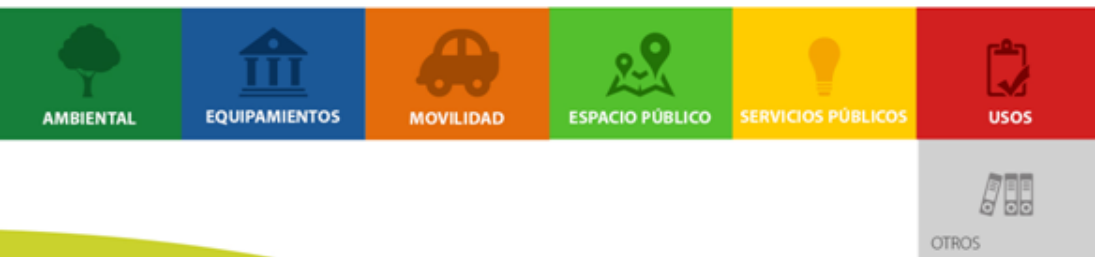 AMBIENTAL
EQUIPAMIENTOS
MOVILIDAD
ESPACIO PÚBLICO
SERVICIOS PÚBLICOS
USOS
OTROS